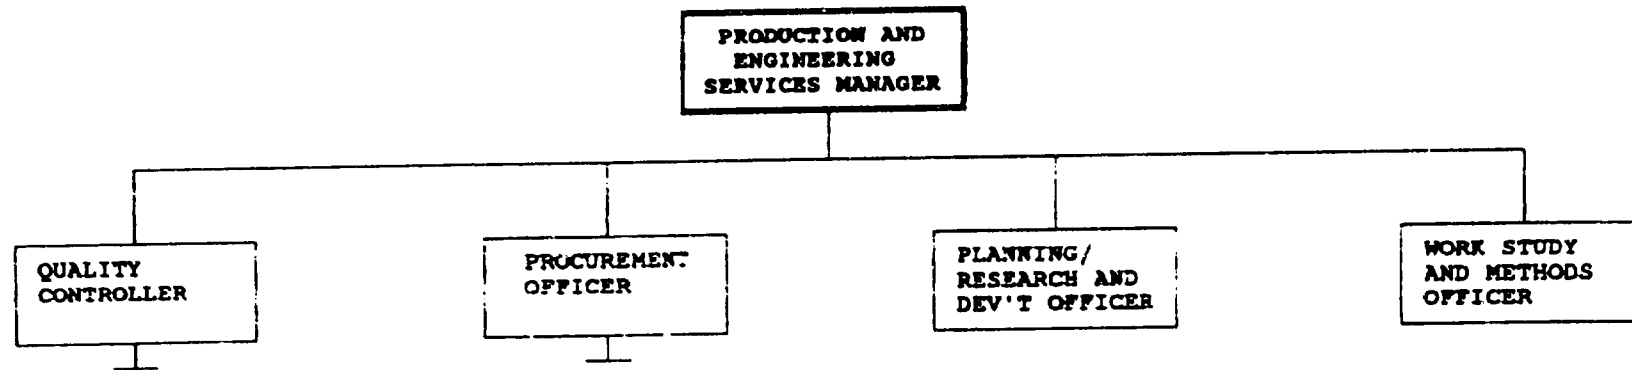 PRODUCTION AND
ENGINEERING
SERVICES MANAGER
QUALITY
CONTROLLER
PROCUREMENT
OFFICER
PLANNING/
RESEARCH AND
DEV'T OFFICER
WORK STUDY
AND METHODS
OFFICER